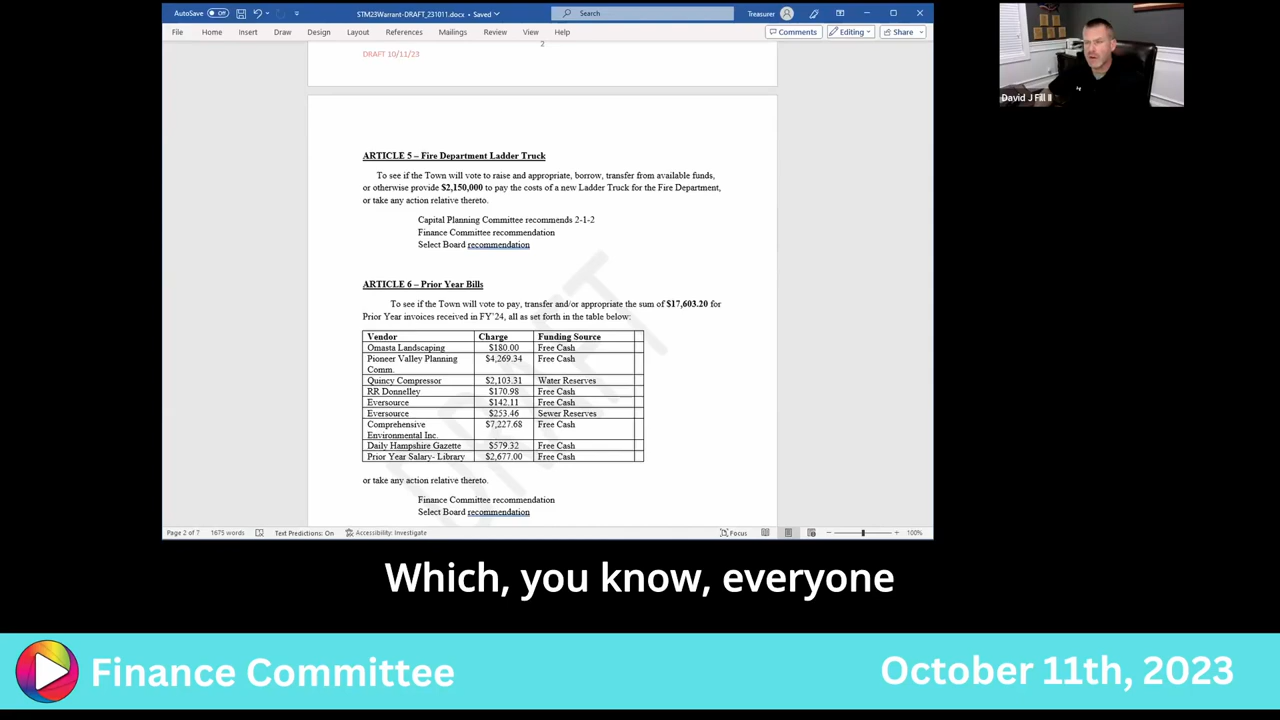 AutoSave Off STM23Warrant-DRAFT_231011.docx • Saved Search Treasurer
File Home Insert Draw Design Layout References Mailings Review View Help Comments Editing Share
2
DRAFT 10/11/23
David J Fill II
ARTICLE 5 – Fire Department Ladder Truck
To see if the Town will vote to raise and appropriate, borrow, transfer from available funds,
or otherwise provide $2,150,000 to pay the costs of a new Ladder Truck for the Fire Department,
or take any action relative thereto.
Capital Planning Committee recommends 2-1-2
Finance Committee recommendation
Select Board recommendation
ARTICLE 6 – Prior Year Bills
To see if the Town will vote to pay, transfer and/or appropriate the sum of $17,603.20 for
Prior Year invoices received in FY'24, all as set forth in the table below:
Vendor Charge Funding Source
Omasta Landscaping $180.00 Free Cash
Pioneer Valley Planning $4,269.34 Free Cash
Comm.
Quincy Compressor $2,103.31 Water Reserves
RR Donnelley $170.98 Free Cash
Eversource $142.11 Free Cash
Eversource $253.46 Sewer Reserves
Comprehensive $7,227.68 Free Cash
Environmental Inc.
Daily Hampshire Gazette $579.32 Free Cash
Prior Year Salary- Library $2,677.00 Free Cash
or take any action relative thereto.
Finance Committee recommendation
Select Board recommendation
DRAFT
Page 2 of 7 1675 words Text Predictions: On Accessibility: Investigate Focus 100%
Which, you know, everyone
Finance Committee October 11th, 2023